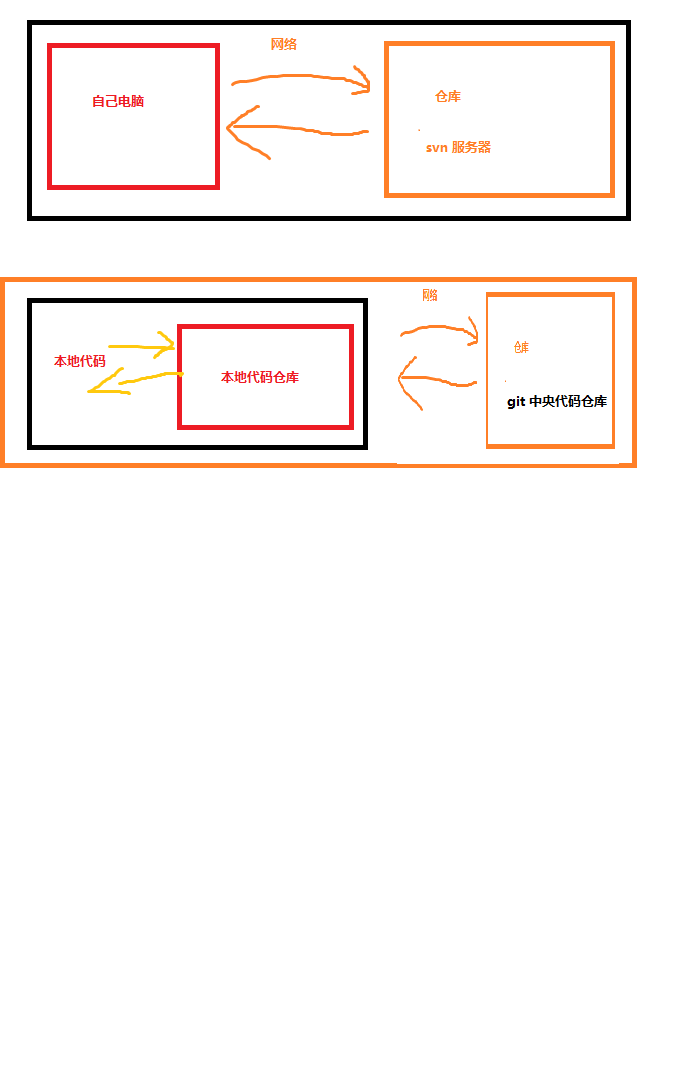 网络
自己电脑
仓库
svn 服务器
网络
本地代码
本地代码仓库
仓库
git 中央代码仓库